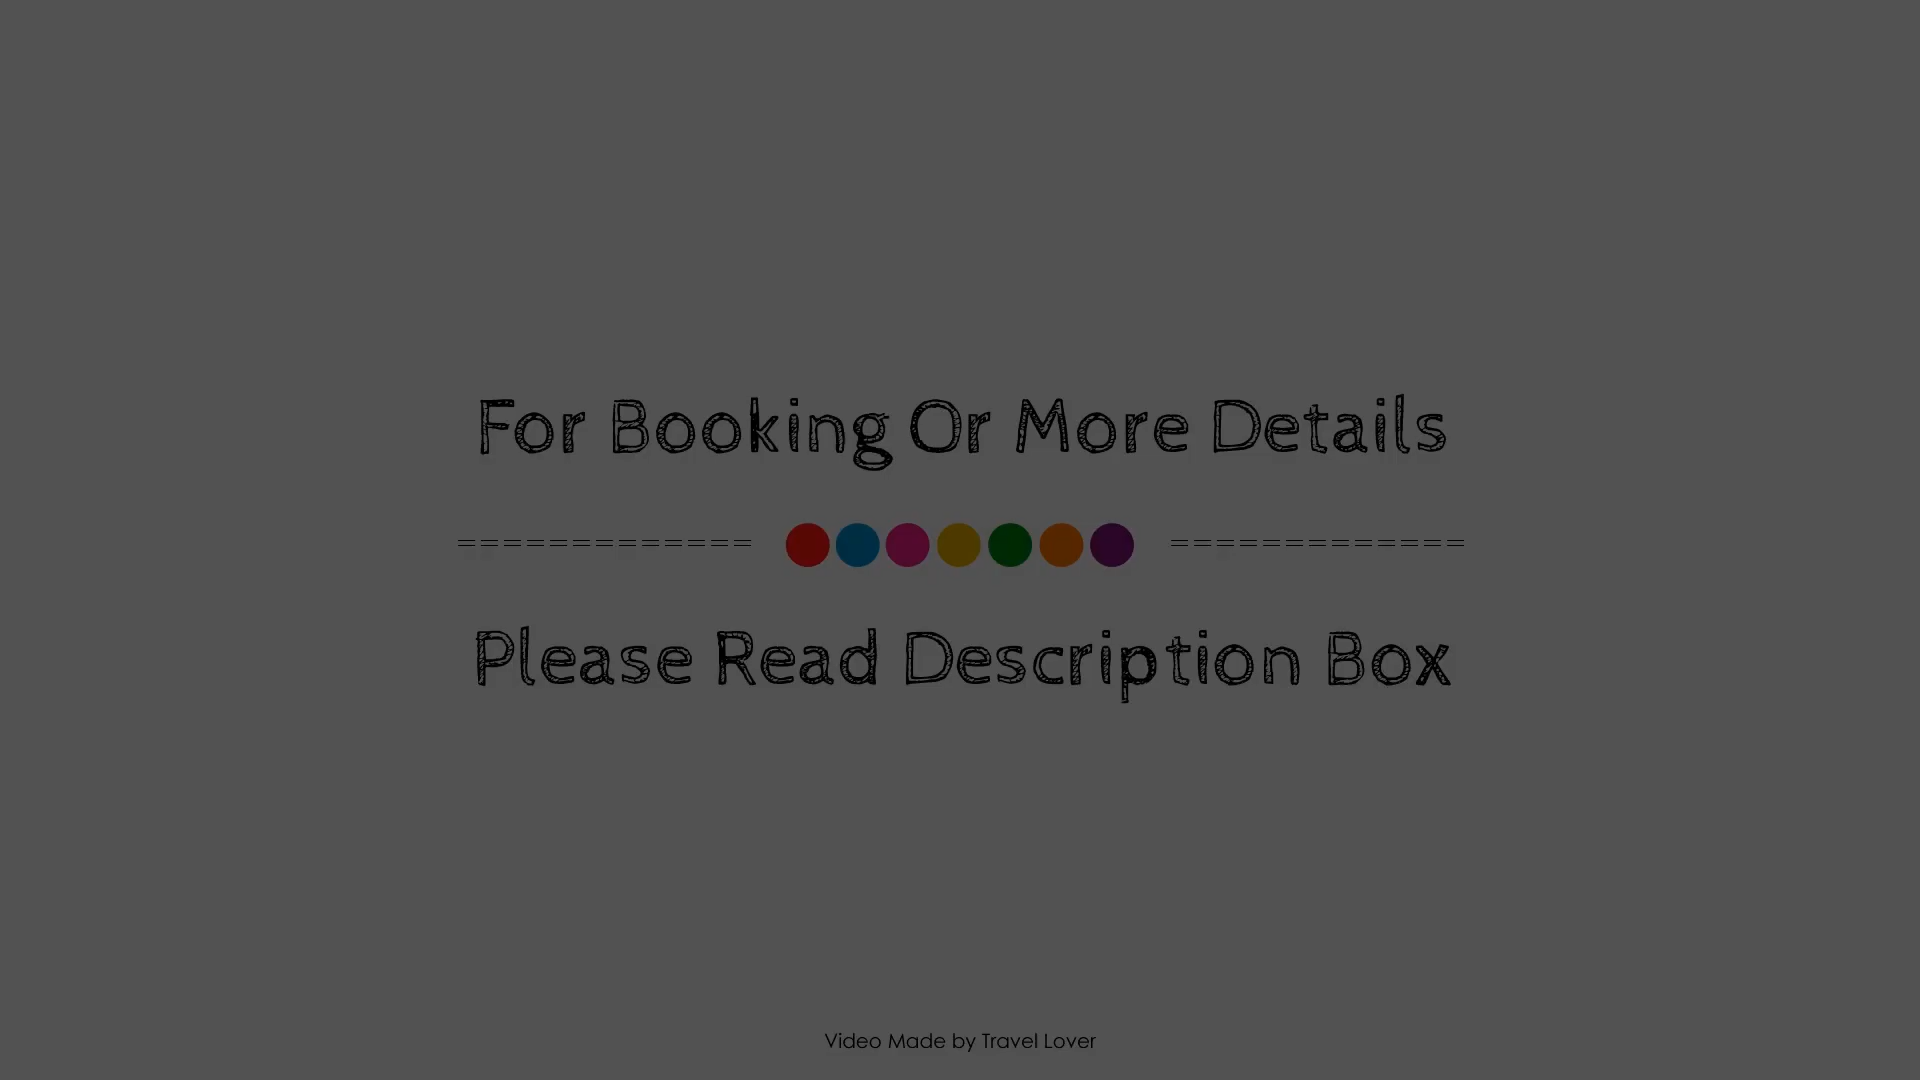 For Booking Or More Details
============= =============
Please Read Description Box
Video Made by Travel Lover